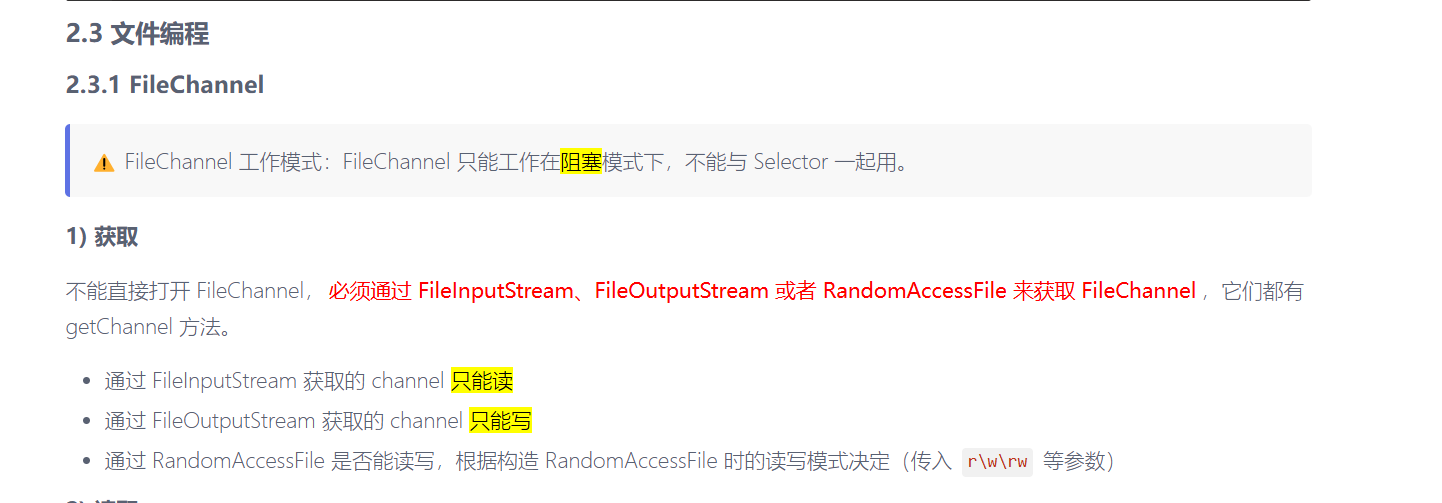 2.3 文件编程
2.3.1 FileChannel
⚠ FileChannel 工作模式：FileChannel 只能工作在阻塞模式下，不能与 Selector 一起用。
1) 获取
不能直接打开 FileChannel，必须通过 FileInputStream、FileOutputStream 或者 RandomAccessFile 来获取 FileChannel ，它们都有
getChannel 方法。
• 通过 FileInputStream 获取的 channel 只能读
• 通过 FileOutputStream 获取的 channel 只能写
• 通过 RandomAccessFile 是否能读写，根据构造 RandomAccessFile 时的读写模式决定（传入 r\w\rw 等参数）